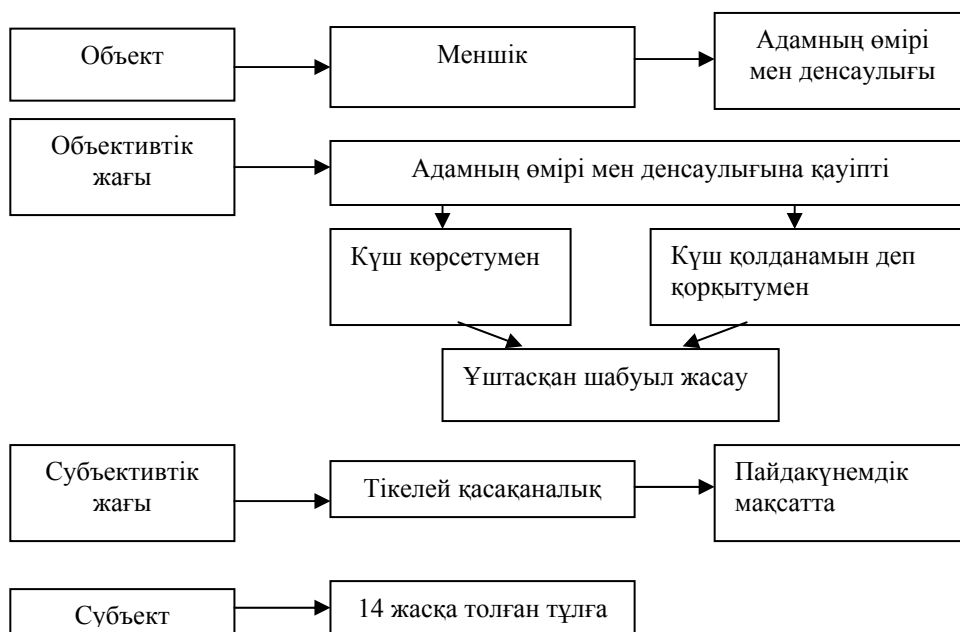 Объект
Меншік
Адамның өмірі
мен денсаулығы
Объективтік
жағы
Адамның өмірі мен денсаулығына қауіпті
Күш көрсетумен
Күш қолданамын деп
қорқытумен
Ұштасқан шабуыл жасау
Субъективтік
жағы
Тікелей қасақаналық
Пайдакүнемдік
мақсатта
Субъект
14 жасқа толған тұлға